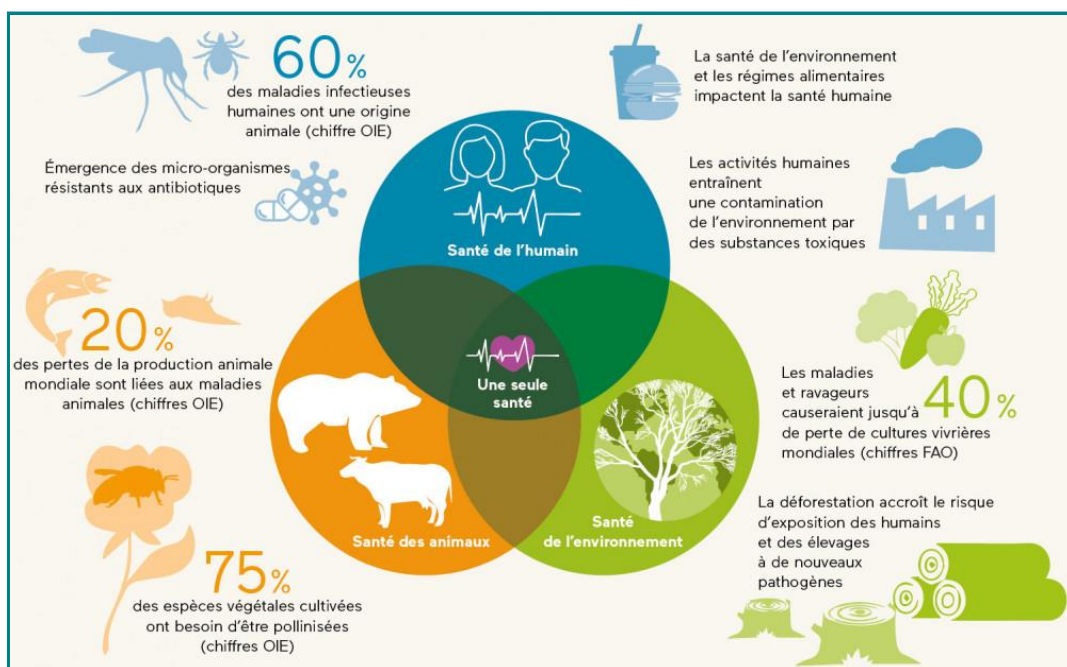 60%
des maladies infectieuses
humaines ont une origine
animale (chiffre OIE)
Émergence des micro-organismes
résistants aux antibiotiques
20%
des pertes de la production animale
mondiale sont liées aux maladies
animales (chiffres OIE)
75%
des espèces végétales cultivées
ont besoin d'être pollinisées
(chiffres OIE)
Santé de l'humain
Une seule
santé
Santé des animaux
Santé
de l'environnement
La santé de l'environnement
et les régimes alimentaires
impactent la santé humaine
Les activités humaines
entraînent
une contamination
de l'environnement par
des substances toxiques
Les maladies
et ravageurs
causeraient jusqu'à 40%
de perte de cultures vivrières
mondiales (chiffres FAO)
La déforestation accroît le risque
d'exposition des humains
et des élevages
à de nouveaux
pathogènes